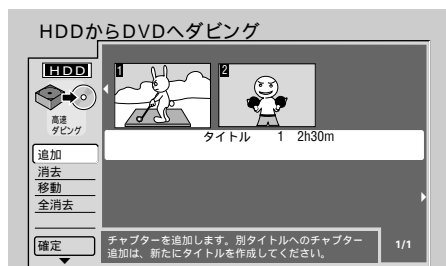 HDDからDVDへダビング
HDD
高速
ダビング
1
2
タイトル 1 2h30m
追加
消去
移動
全消去
確定
チャプターを追加します。別タイトルへのチャプター
追加は、新たにタイトルを作成してください。
1/1